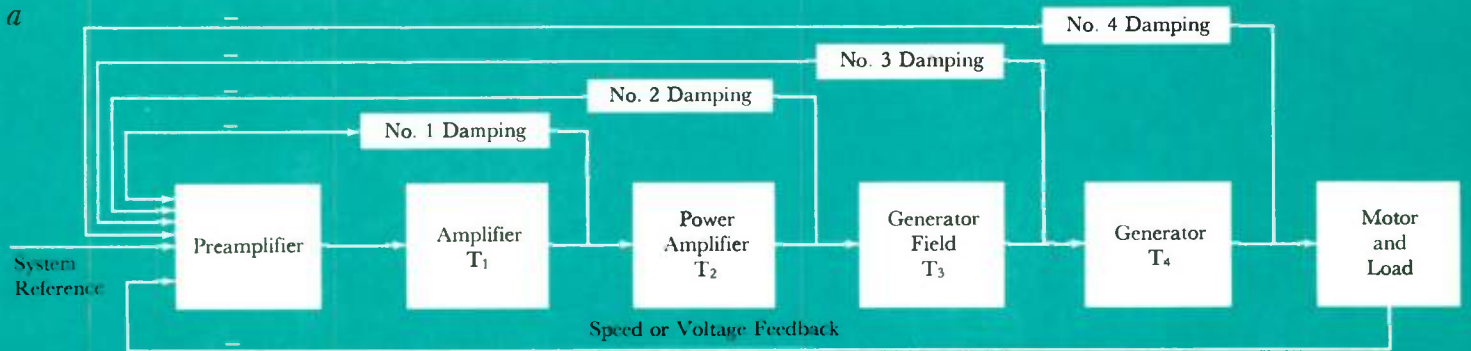 a
No. 4 Damping
No. 3 Damping
No. 2 Damping
No. 1 Damping
Preamplifier
Amplifier
T₁
Power
Amplifier
T₂
Generator
Field
T₃
Generator
T₄
Motor
and
Load
System
Reference
Speed or Voltage Feedback